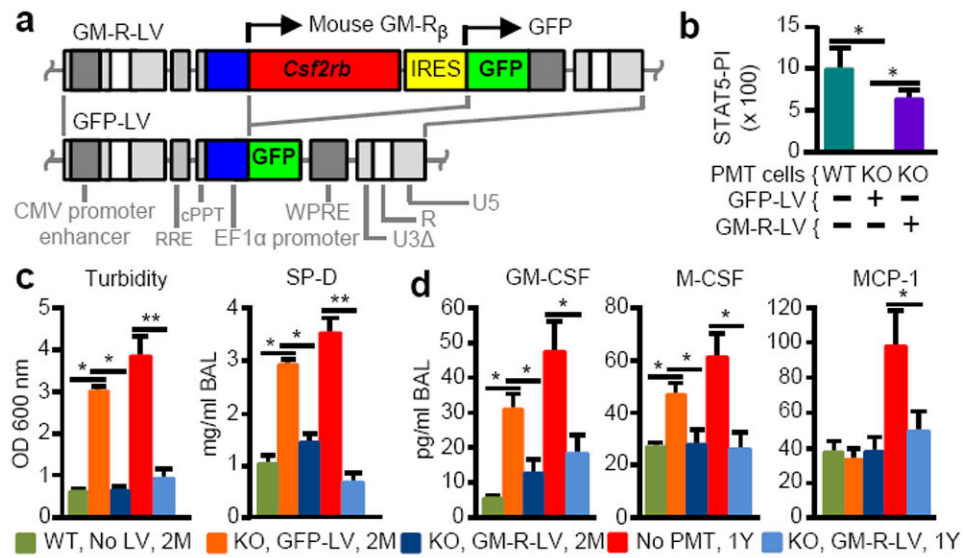 a
Mouse GM-Rβ
GFP
GM-R-LV
Csf2rb
IRES
GFP
GFP-LV
GFP
CMV promoter
enhancer
RRE
cPPT
EF1α promoter
WPRE
U3Δ
R
U5
b
STAT5-PI
(x 100)
15
10
5
0
*
*
PMT cells { WT KO KO
GFP-LV { – + –
GM-R-LV { – – +
c
Turbidity
OD 600 nm
5
4
3
2
1
0
* * **
SP-D
mg/ml BAL
4
3
2
1
0
* * **
d
GM-CSF
pg/ml BAL
60
50
40
30
20
10
0
* * *
M-CSF
80
60
40
20
0
* * *
MCP-1
120
100
80
60
40
20
0
*
WT, No LV, 2M KO, GFP-LV, 2M KO, GM-R-LV, 2M No PMT, 1Y KO, GM-R-LV, 1Y